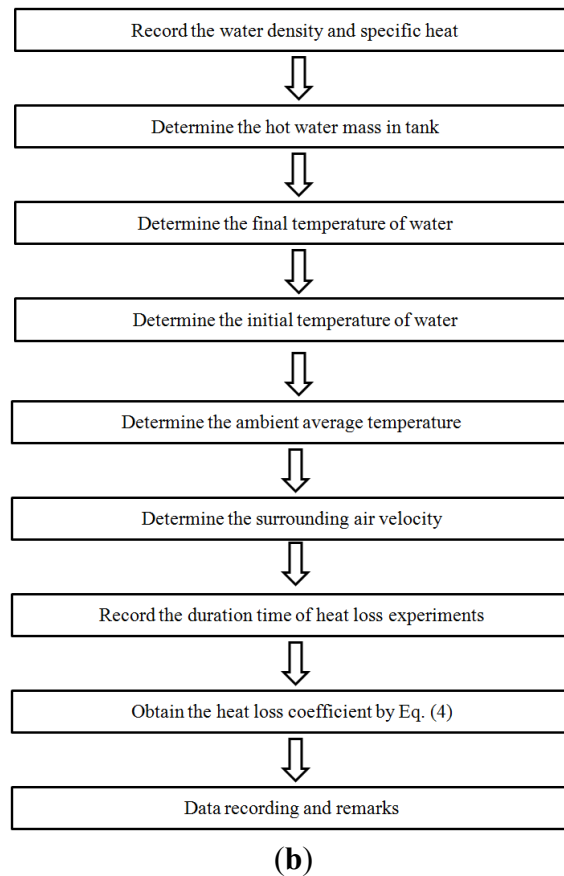 Record the water density and specific heat
Determine the hot water mass in tank
Determine the final temperature of water
Determine the initial temperature of water
Determine the ambient average temperature
Determine the surrounding air velocity
Record the duration time of heat loss experiments
Obtain the heat loss coefficient by Eq. (4)
Data recording and remarks
(b)